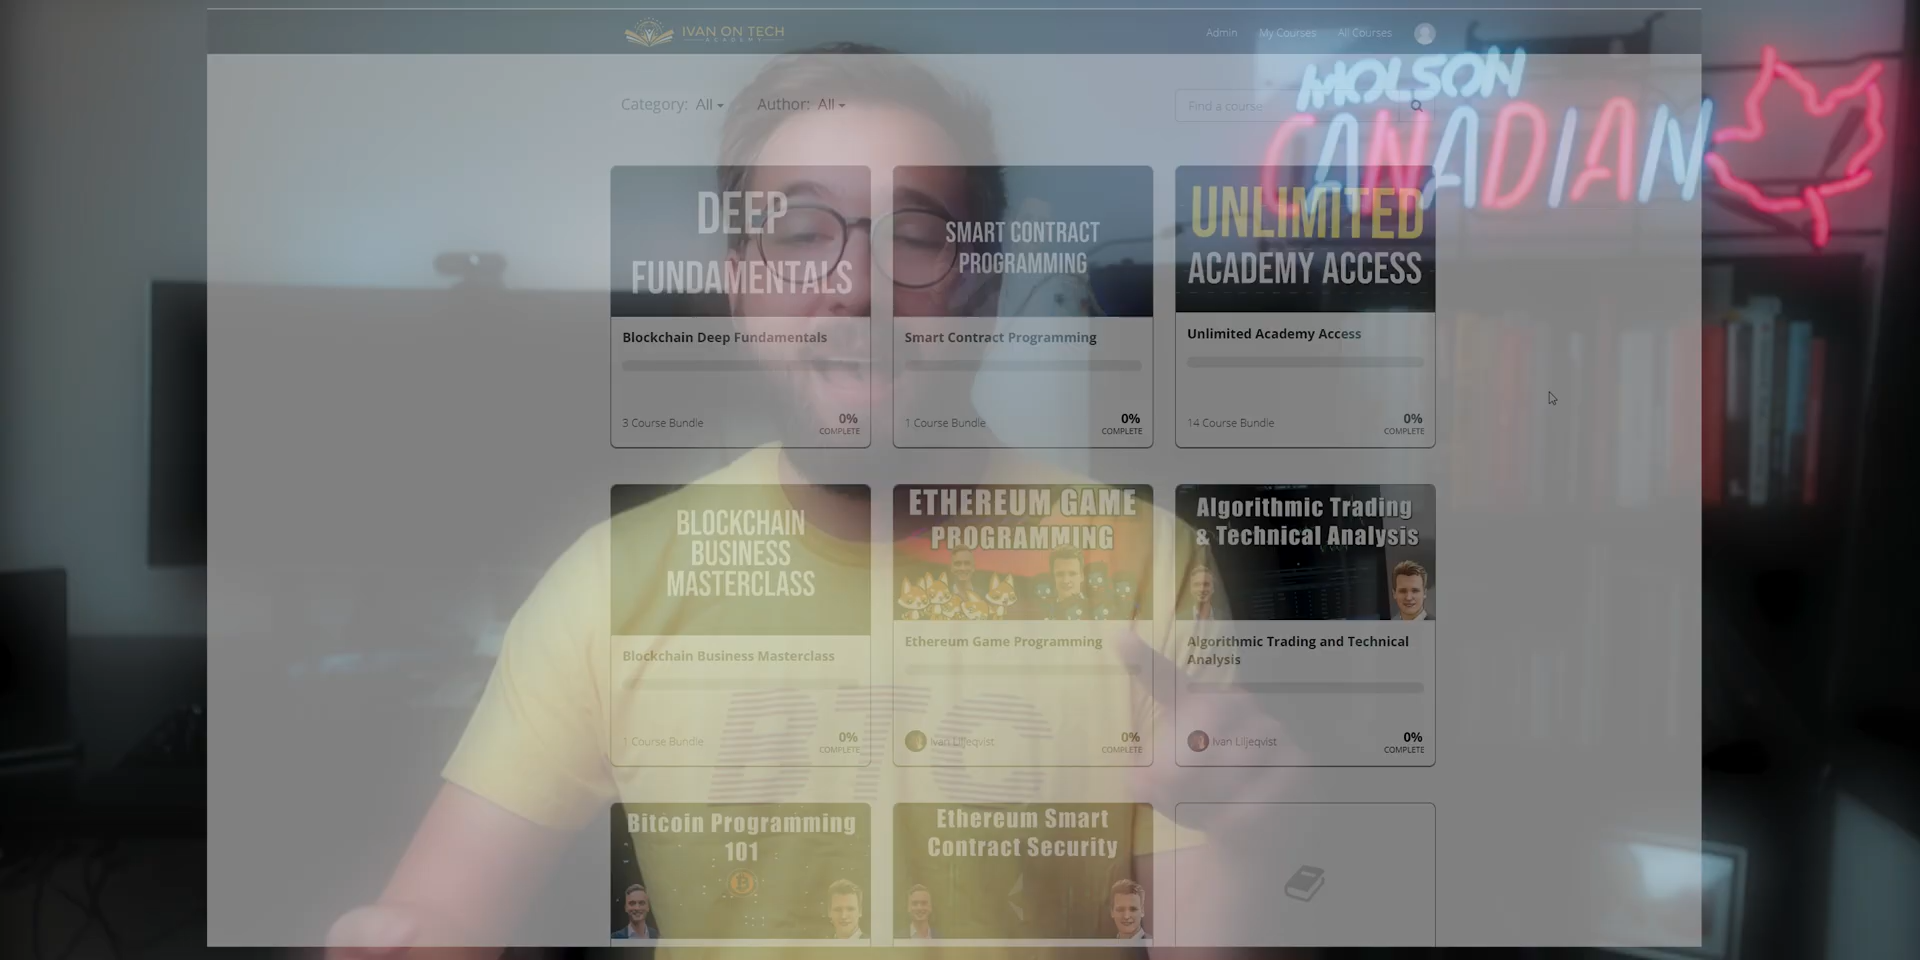 IVAN ON TECH
ACADEMY
Admin
My Courses
All Courses
Category: All
Author: All
Find a course
MOLSON
CANADIAN
DEEP
FUNDAMENTALS
Blockchain Deep Fundamentals
3 Course Bundle
0%
COMPLETE
SMART CONTRACT
PROGRAMMING
Smart Contract Programming
1 Course Bundle
0%
COMPLETE
UNLIMITED
ACADEMY ACCESS
Unlimited Academy Access
14 Course Bundle
0%
COMPLETE
BLOCKCHAIN
BUSINESS
MASTERCLASS
Blockchain Business Masterclass
1 Course Bundle
0%
COMPLETE
ETHEREUM GAME
PROGRAMMING
Ethereum Game Programming
Ivan Liljeqvist
0%
COMPLETE
Algorithmic Trading
& Technical Analysis
Algorithmic Trading and Technical
Analysis
Ivan Liljeqvist
0%
COMPLETE
BTC
Bitcoin Programming
101
Ethereum Smart
Contract Security